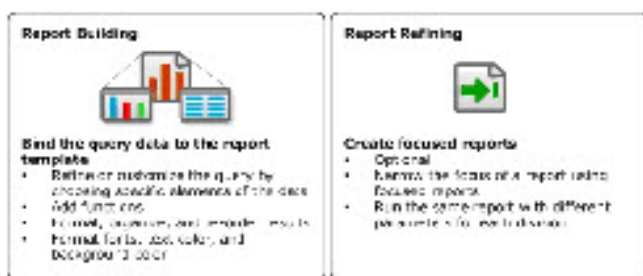 Report Building
Bind the query data to the report
template
• Refine or customize the query by
choosing specific elements of the data
• Add functions
• Format, organize, and reorder results
• Format fonts, text color, and
background color
Report Refining
Create focused reports
• Optional
• Narrow the focus of a report using
focused reports
• Run the same report with different
parameters for each division